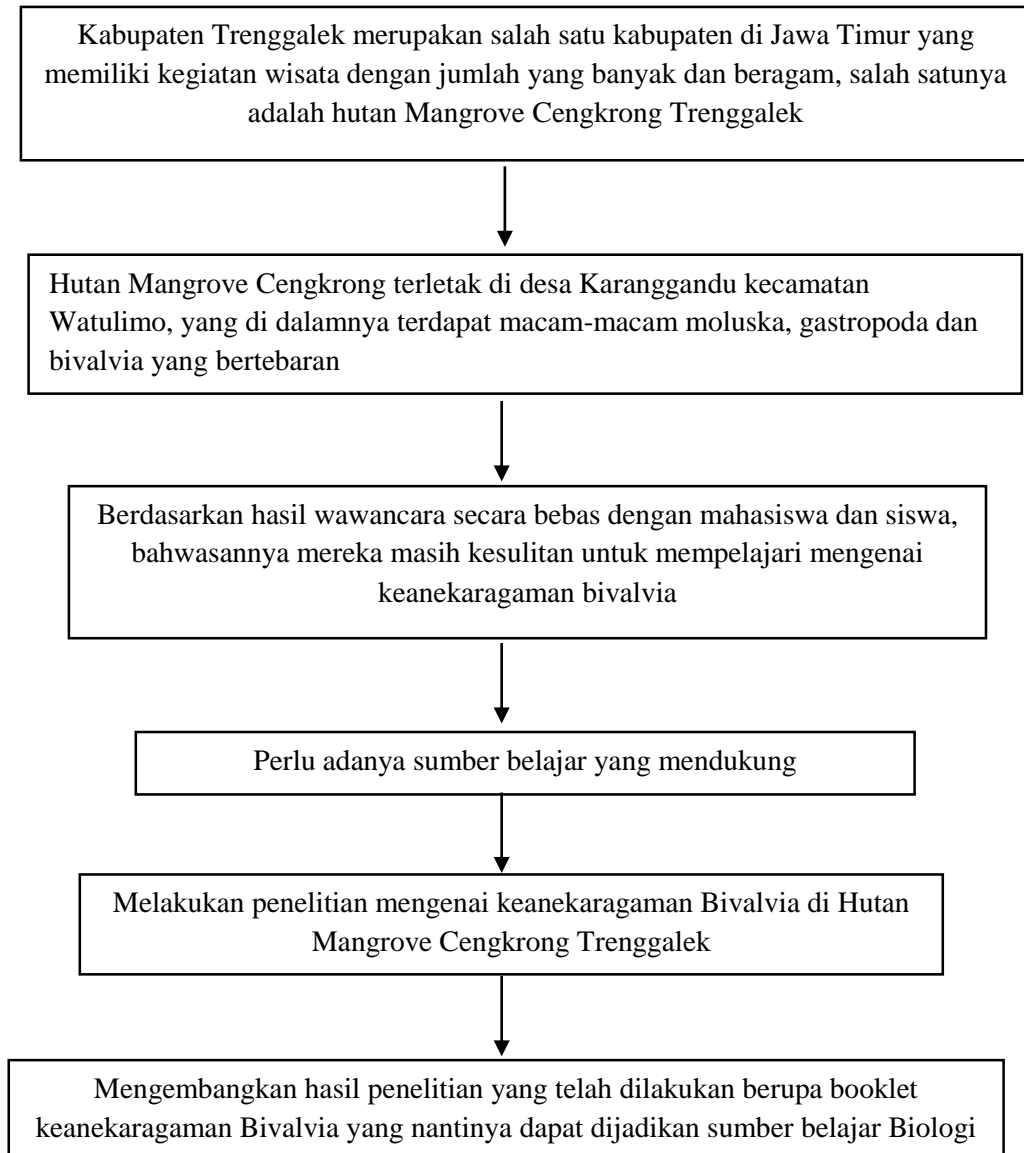 Kabupaten Trenggalek merupakan salah satu kabupaten di Jawa Timur yang
memiliki kegiatan wisata dengan jumlah yang banyak dan beragam, salah satunya
adalah hutan Mangrove Cengkrong Trenggalek
Hutan Mangrove Cengkrong terletak di desa Karanggandu kecamatan
Watulimo, yang di dalamnya terdapat macam-macam moluska, gastropoda dan
bivalvia yang bertebaran
Berdasarkan hasil wawancara secara bebas dengan mahasiswa dan siswa,
bahwasannya mereka masih kesulitan untuk mempelajari mengenai
keanekaragaman bivalvia
Perlu adanya sumber belajar yang mendukung
Melakukan penelitian mengenai keanekaragaman Bivalvia di Hutan
Mangrove Cengkrong Trenggalek
Mengembangkan hasil penelitian yang telah dilakukan berupa booklet
keanekaragaman Bivalvia yang nantinya dapat dijadikan sumber belajar Biologi